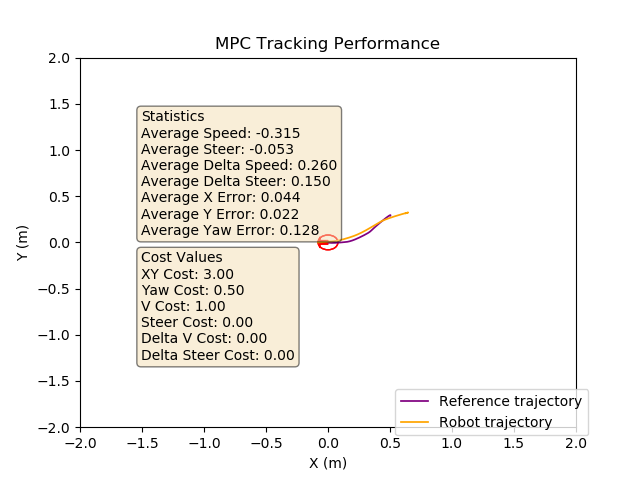 MPC Tracking Performance
Statistics
Average Speed: -0.315
Average Steer: -0.053
Average Delta Speed: 0.260
Average Delta Steer: 0.150
Average X Error: 0.044
Average Y Error: 0.022
Average Yaw Error: 0.128
Cost Values
XY Cost: 3.00
Yaw Cost: 0.50
V Cost: 1.00
Steer Cost: 0.00
Delta V Cost: 0.00
Delta Steer Cost: 0.00
Y (m)
2.0
1.5
1.0
0.5
0.0
−0.5
−1.0
−1.5
−2.0
Reference trajectory
Robot trajectory
−2.0 −1.5 −1.0 −0.5 0.0 0.5 1.0 1.5 2.0
X (m)